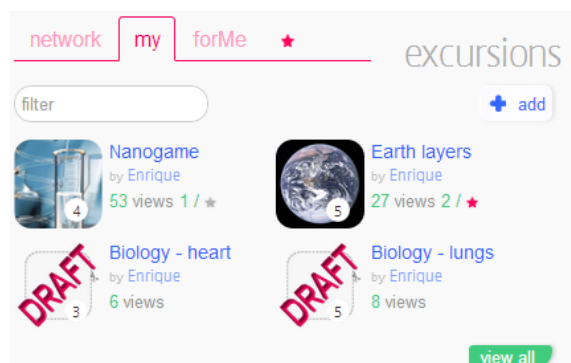 network my forMe ★
excursions
filter
+ add
Nanogame
by Enrique
53 views 1 / ★
4
Earth layers
by Enrique
27 views 2 / ★
5
Biology - heart
by Enrique
6 views
DRAFT
3
Biology - lungs
by Enrique
8 views
DRAFT
5
view all